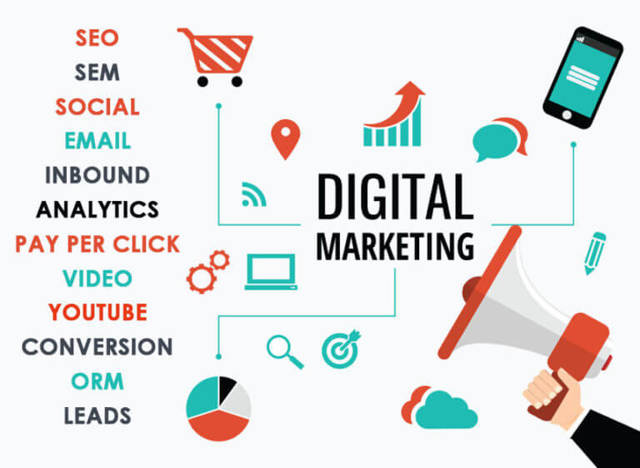 SEO
SEM
SOCIAL
EMAIL
INBOUND
ANALYTICS
PAY PER CLICK
VIDEO
YOUTUBE
CONVERSION
ORM
LEADS
DIGITAL
MARKETING